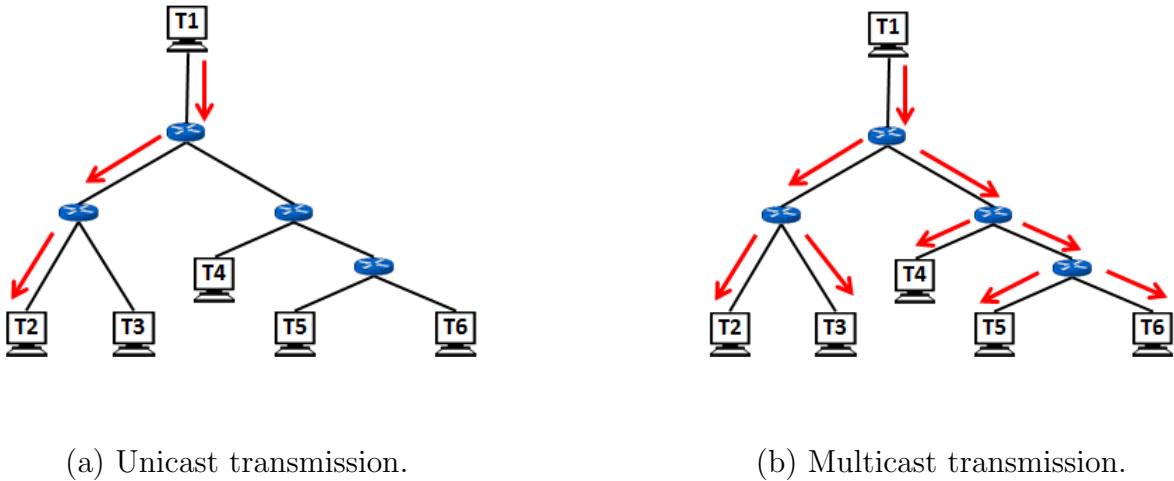 T1
T4
T2 T3 T5 T6
(a) Unicast transmission.
T1
T4
T2 T3 T5 T6
(b) Multicast transmission.